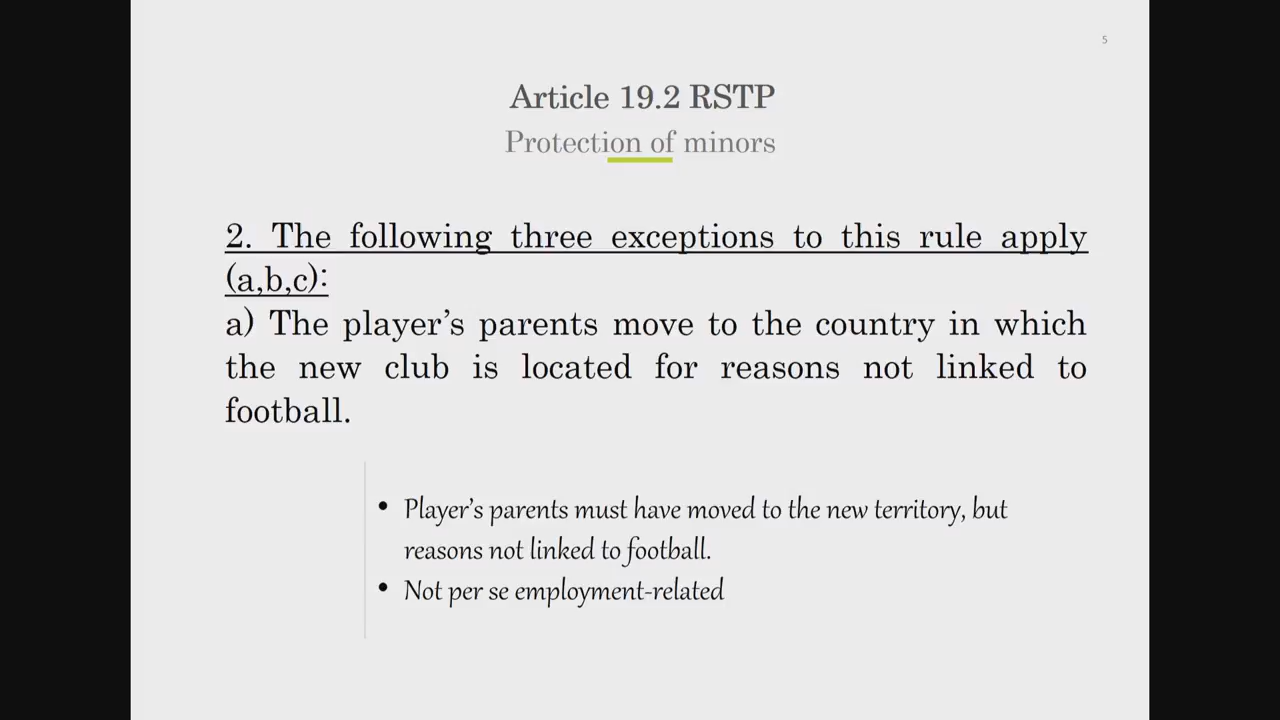 5
Article 19.2 RSTP
Protection of minors
2. The following three exceptions to this rule apply
(a,b,c):
a) The player’s parents move to the country in which
the new club is located for reasons not linked to
football.
• Player’s parents must have moved to the new territory, but
reasons not linked to football.
• Not per se employment-related